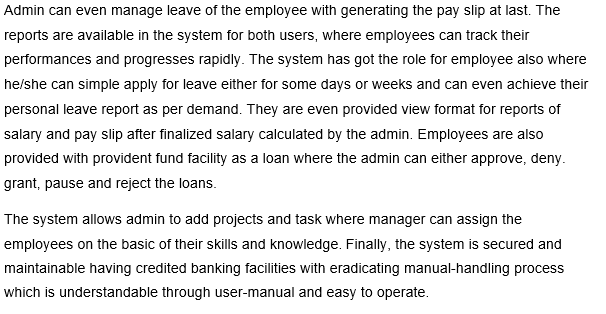 Admin can even manage leave of the employee with generating the pay slip at last. The
reports are available in the system for both users, where employees can track their
performances and progresses rapidly. The system has got the role for employee also where
he/she can simple apply for leave either for some days or weeks and can even achieve their
personal leave report as per demand. They are even provided view format for reports of
salary and pay slip after finalized salary calculated by the admin. Employees are also
provided with provident fund facility as a loan where the admin can either approve, deny.
grant, pause and reject the loans.
The system allows admin to add projects and task where manager can assign the
employees on the basic of their skills and knowledge. Finally, the system is secured and
maintainable having credited banking facilities with eradicating manual-handling process
which is understandable through user-manual and easy to operate.